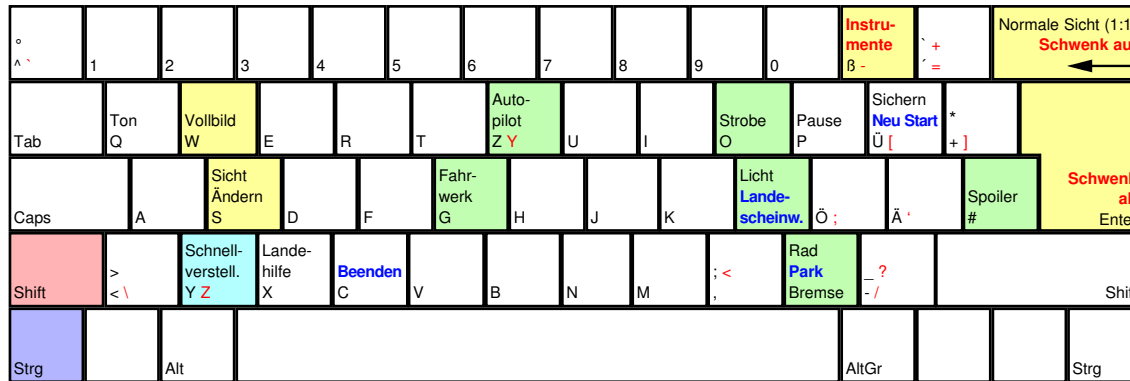 ° Instru- ` + Normale Sicht (1:1
mente Schwenk au
^ ` 1 2 3 4 5 6 7 8 9 0 ß - ´ =
Auto-
Ton Vollbild pilot Strobe Pause Sichern *
Neu Start
Tab Q W E R T Z Y U I O P Ü [ + ]
Sicht Fahr- Licht Schwenk
Ändern werk Lande- Spoiler al
Caps A S D F G H J K scheinw. Ö ; Ä ' # Ente
Schnell- Lande- Rad
> verstell. hilfe Beenden ; < Park _ ?
Shift < \ Y Z X C V B N M , Bremse - / Shif
Strg Alt AltGr Strg